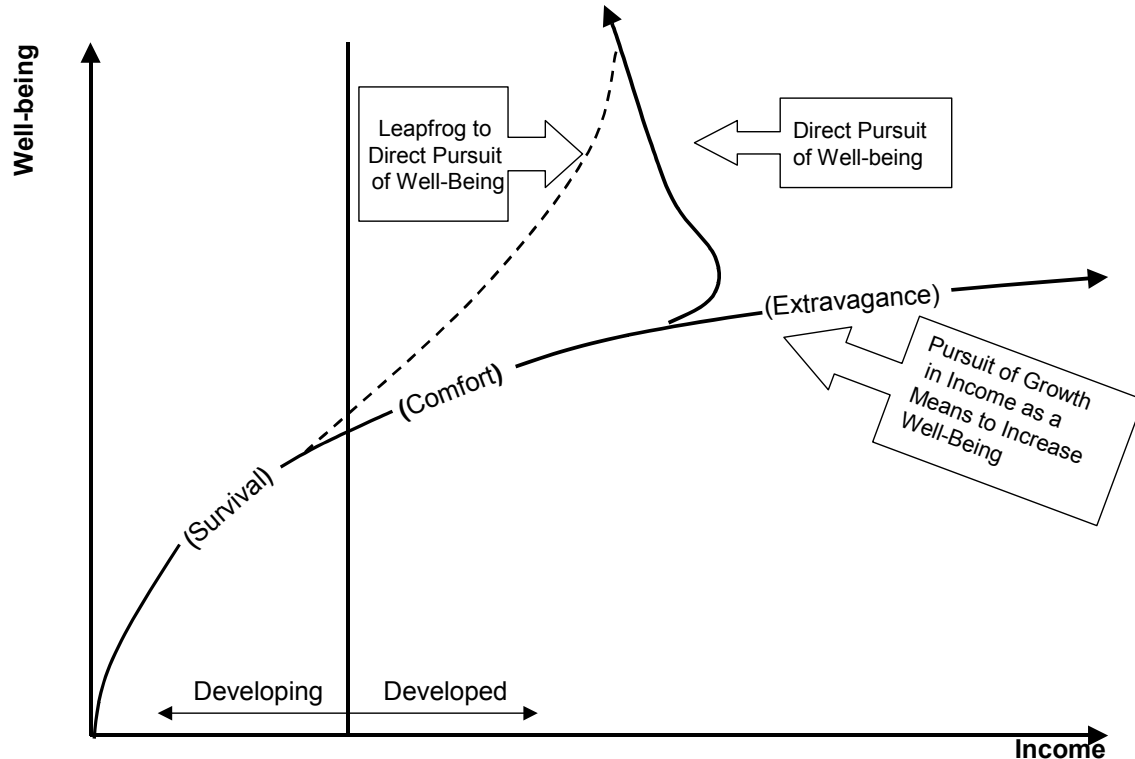 Well-being
Leapfrog to
Direct Pursuit
of Well-Being
Direct Pursuit
of Well-being
(Extravagance)
Pursuit of Growth
in Income as a
Means to Increase
Well-Being
(Comfort)
(Survival)
Developing
Developed
Income